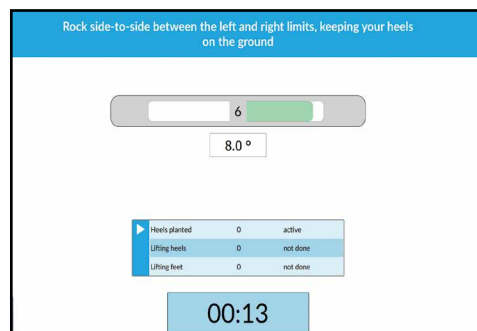 Rock side-to-side between the left and right limits, keeping your heels
on the ground
6
8.0 °
Heels planted 0 active
Lifting heels 0 not done
Lifting feet 0 not done
00:13